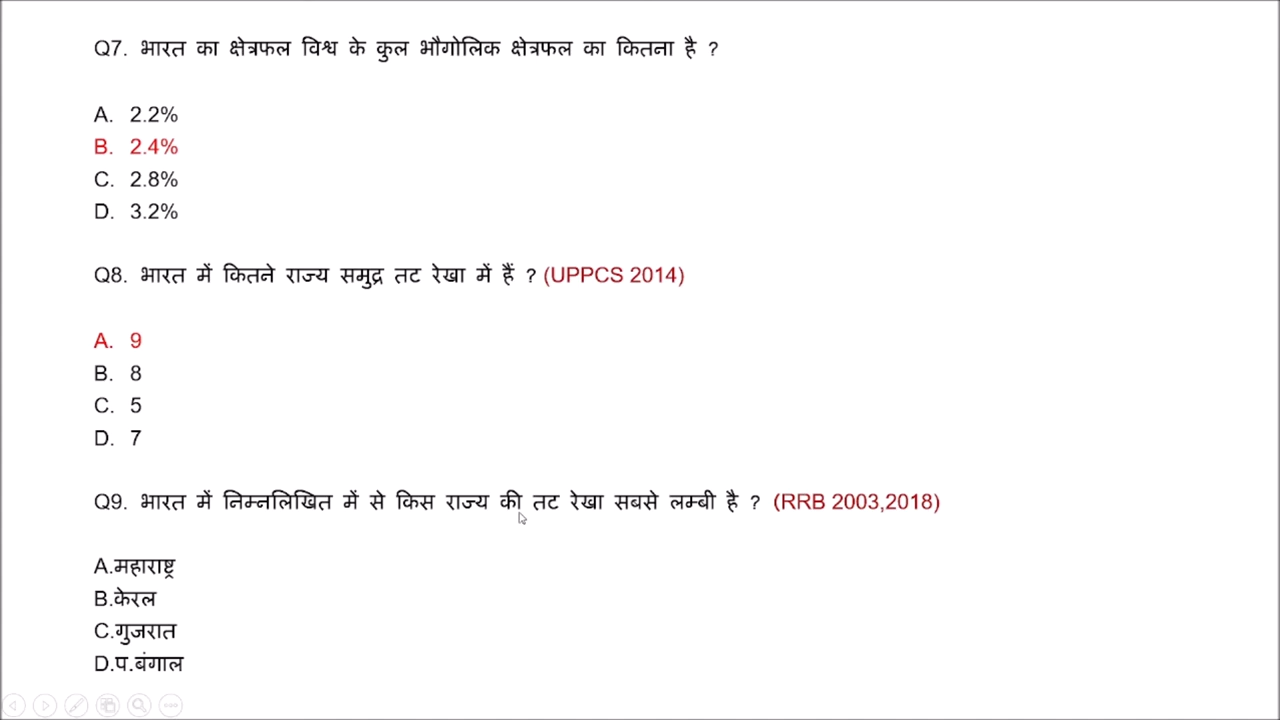 Q7. भारत का क्षेत्रफल विश्व के कुल भौगोलिक क्षेत्रफल का कितना है ?
A. 2.2%
B. 2.4%
C. 2.8%
D. 3.2%
Q8. भारत में कितने राज्य समुद्र तट रेखा में हैं ? (UPPCS 2014)
A. 9
B. 8
C. 5
D. 7
Q9. भारत में निम्नलिखित में से किस राज्य की तट रेखा सबसे लम्बी है ? (RRB 2003,2018)
A.महाराष्ट्र
B.केरल
C.गुजरात
D.प.बंगाल